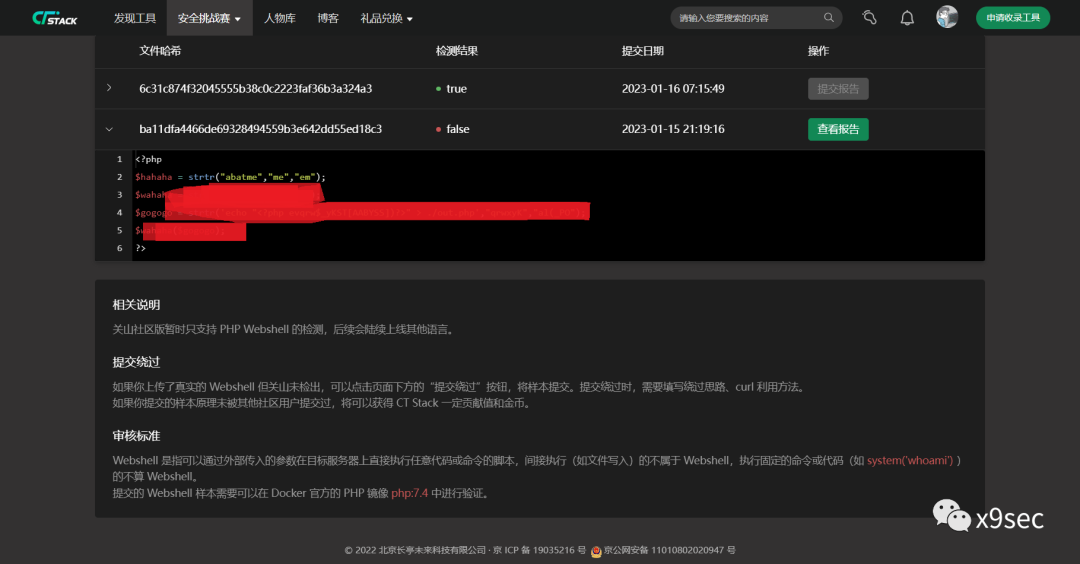 CT STACK 发现工具 安全挑战赛 人物库 博客 礼品兑换 请输入您要搜索的内容 申请收录工具
文件哈希 检测结果 提交日期 操作
6c31c874f32045555b38c0c2223faf36b3a324a3 true 2023-01-16 07:15:49 提交报告
ba11dfa4466de69328494559b3e642dd55ed18c3 false 2023-01-15 21:19:16 查看报告
1 <?php
2 $hahaha = strtr("abatme","me","em");
3
4 $gogopo
5
6 ?>
相关说明
关山社区版暂时只支持 PHP Webshell 的检测，后续会陆续上线其他语言。
提交绕过
如果你上传了真实的 Webshell 但关山未检出，可以点击页面下方的“提交绕过”按钮，将样本提交。提交绕过时，需要填写绕过思路、curl 利用方法。
如果你提交的样本原理未被其他社区用户提交过，将可以获得 CT Stack 一定贡献值和金币。
审核标准
Webshell 是指可以通过外部传入的参数在目标服务器上直接执行任意代码或命令的脚本，间接执行（如文件写入）的不属于 Webshell，执行固定的命令或代码（如 system('whoami') ）
的不算 Webshell。
提交的 Webshell 样本需要可以在 Docker 官方的 PHP 镜像 php:7.4 中进行验证。
x9sec
© 2022 北京长亭未来科技有限公司 · 京 ICP 备 19035216 号 京公网安备 11010802020947 号